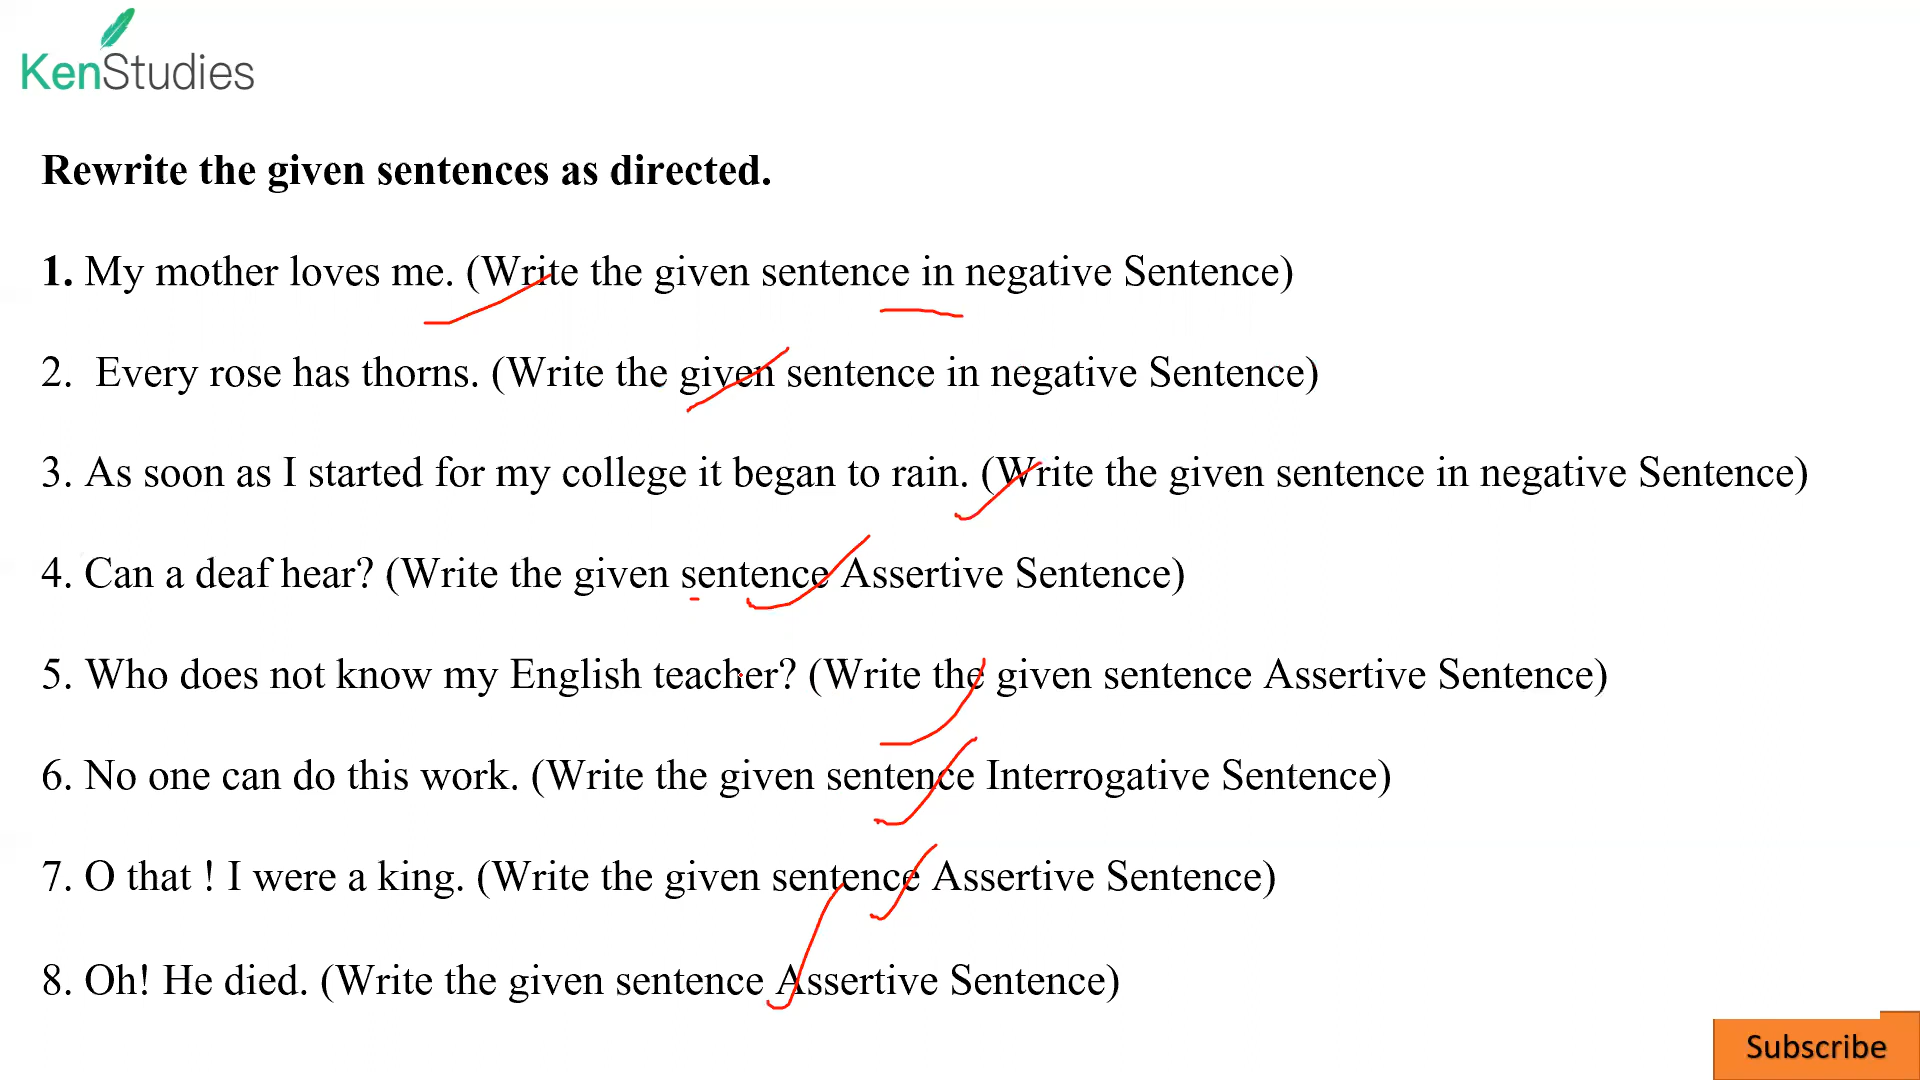 KenStudies
Rewrite the given sentences as directed.
1. My mother loves me. (Write the given sentence in negative Sentence)
2. Every rose has thorns. (Write the given sentence in negative Sentence)
3. As soon as I started for my college it began to rain. (Write the given sentence in negative Sentence)
4. Can a deaf hear? (Write the given sentence Assertive Sentence)
5. Who does not know my English teacher? (Write the given sentence Assertive Sentence)
6. No one can do this work. (Write the given sentence Interrogative Sentence)
7. O that ! I were a king. (Write the given sentence Assertive Sentence)
8. Oh! He died. (Write the given sentence Assertive Sentence)
Subscribe